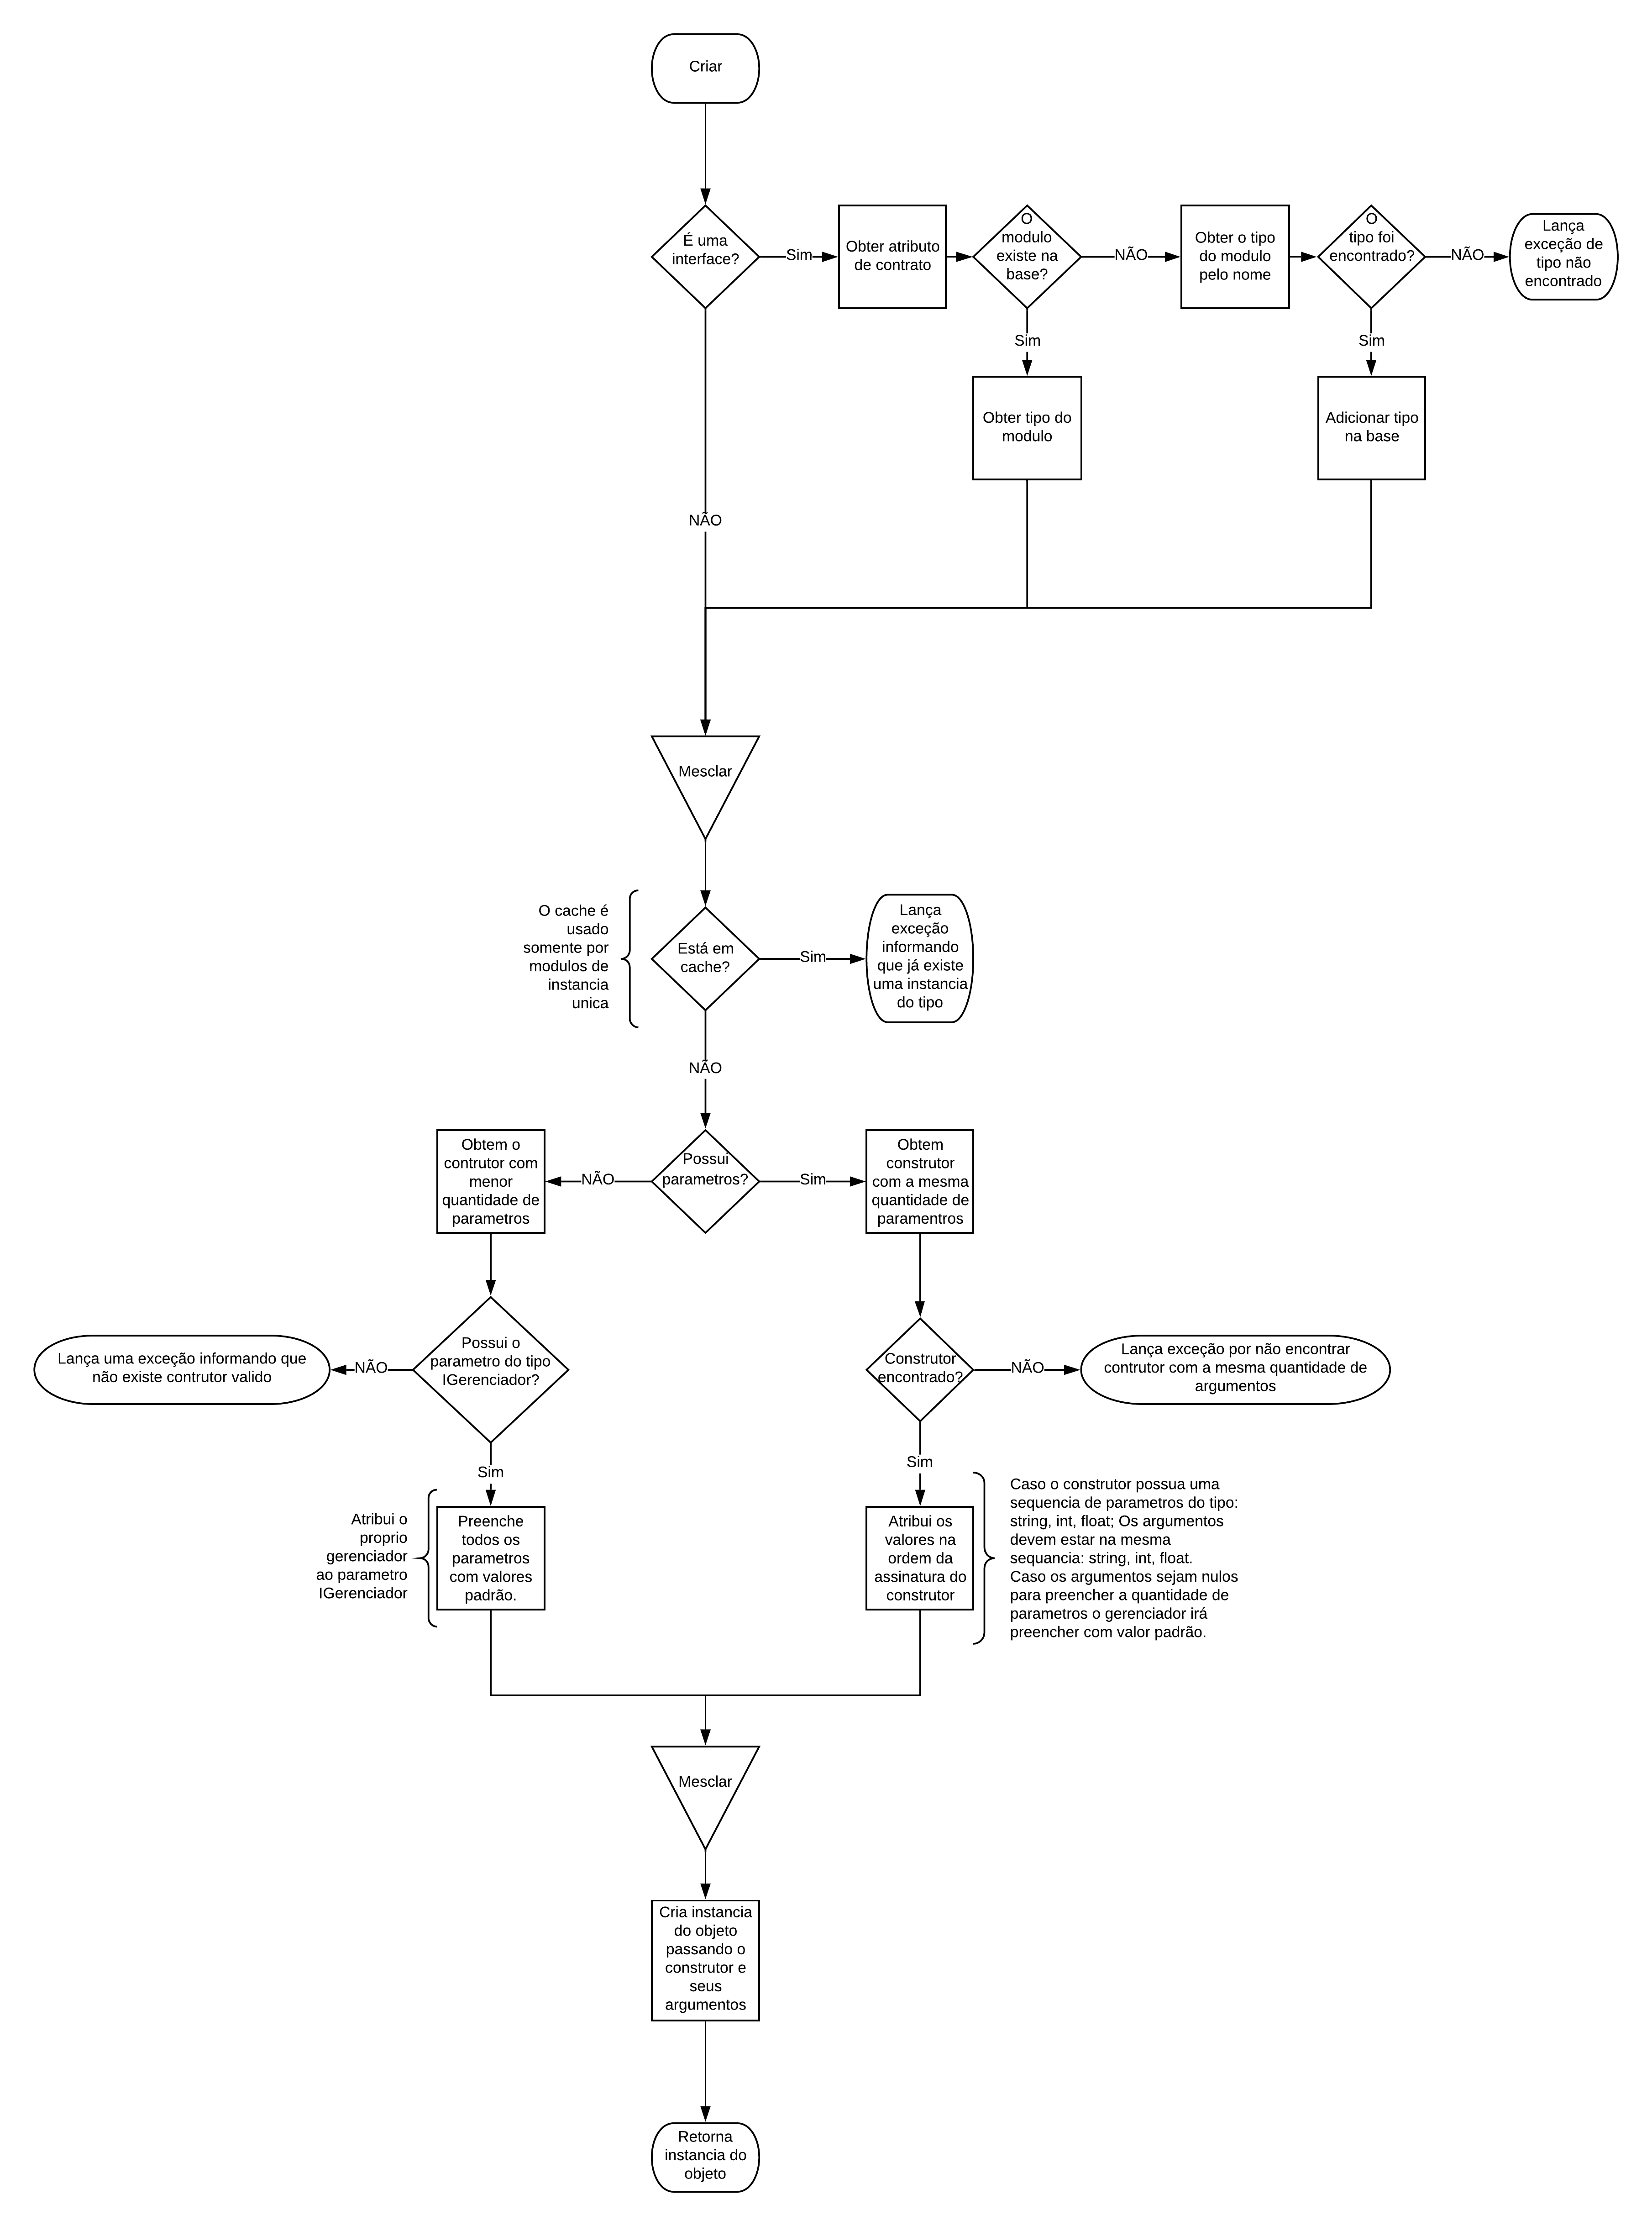 Criar
É uma
interface?
Sim
Obter atributo
de contrato
O
modulo
existe na
base?
NÃO
Obter o tipo
do modulo
pelo nome
O
tipo foi
encontrado?
NÃO
Lança
exceção de
tipo não
encontrado
Sim
Sim
Obter tipo do
modulo
Adicionar tipo
na base
NÃO
Mesclar
O cache é
usado
somente por
modulos de
instancia
unica
Está em
cache?
Sim
Lança
exceção
informando
que já existe
uma instancia
do tipo
NÃO
Obtem o
contrutor com
menor
quantidade de
parametros
NÃO
Possui
parametros?
Sim
Obtem
construtor
com a mesma
quantidade de
paramentros
Lança uma exceção informando que
não existe contrutor valido
NÃO
Possui o
parametro do tipo
IGerenciador?
Construtor
encontrado?
NÃO
Lança exceção por não encontrar
contrutor com a mesma quantidade de
argumentos
Sim
Sim
Atribui o
proprio
gerenciador
ao parametro
IGerenciador
Preenche
todos os
parametros
com valores
padrão.
Atribui os
valores na
ordem da
assinatura do
construtor
Caso o construtor possua uma
sequencia de parametros do tipo:
string, int, float; Os argumentos
devem estar na mesma
sequancia: string, int, float.
Caso os argumentos sejam nulos
para preencher a quantidade de
parametros o gerenciador irá
preencher com valor padrão.
Mesclar
Cria instancia
do objeto
passando o
construtor e
seus
argumentos
Retorna
instancia do
objeto